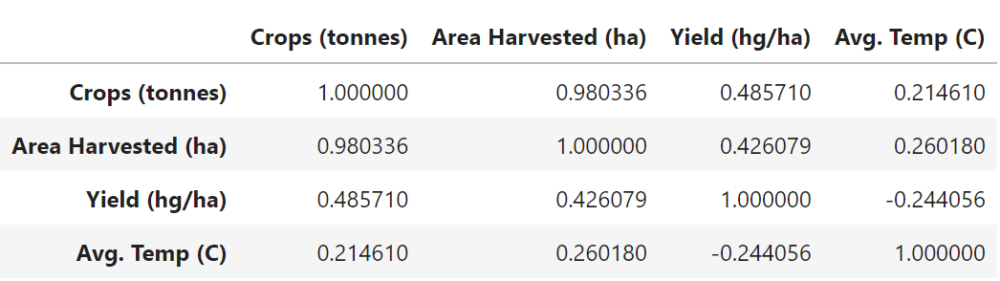 Crops (tonnes) Area Harvested (ha) Yield (hg/ha) Avg. Temp (C)
Crops (tonnes) 1.000000 0.980336 0.485710 0.214610
Area Harvested (ha) 0.980336 1.000000 0.426079 0.260180
Yield (hg/ha) 0.485710 0.426079 1.000000 -0.244056
Avg. Temp (C) 0.214610 0.260180 -0.244056 1.000000